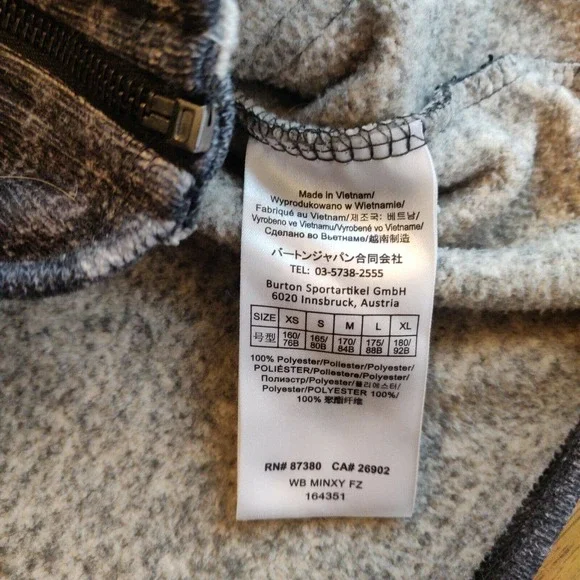 Made in Vietnam/
Wyprodukowano w Wietnamie/
Fabriqué au Vietnam/제조국: 베트남/
Vyrobeno ve Vietnamu/Vyrobené vo Vietname/
Сделано во Вьетнаме/越南制造
バートンジャパン合同会社
TEL: 03-5738-2555
Burton Sportartikel GmbH
6020 Innsbruck, Austria
SIZE XS S M L XL
号型 160/76B 165/80B 170/84B 175/88B 180/92B
100% Polyester/Poliester/Polyester/
POLIÉSTER/Poliestere/Polyester/
Полиэстр/Polyester/폴리에스터/
Polyester/POLYESTER 100%/
100% 聚酯纤维
RN# 87380 CA# 26902
WB MINXY FZ
164351